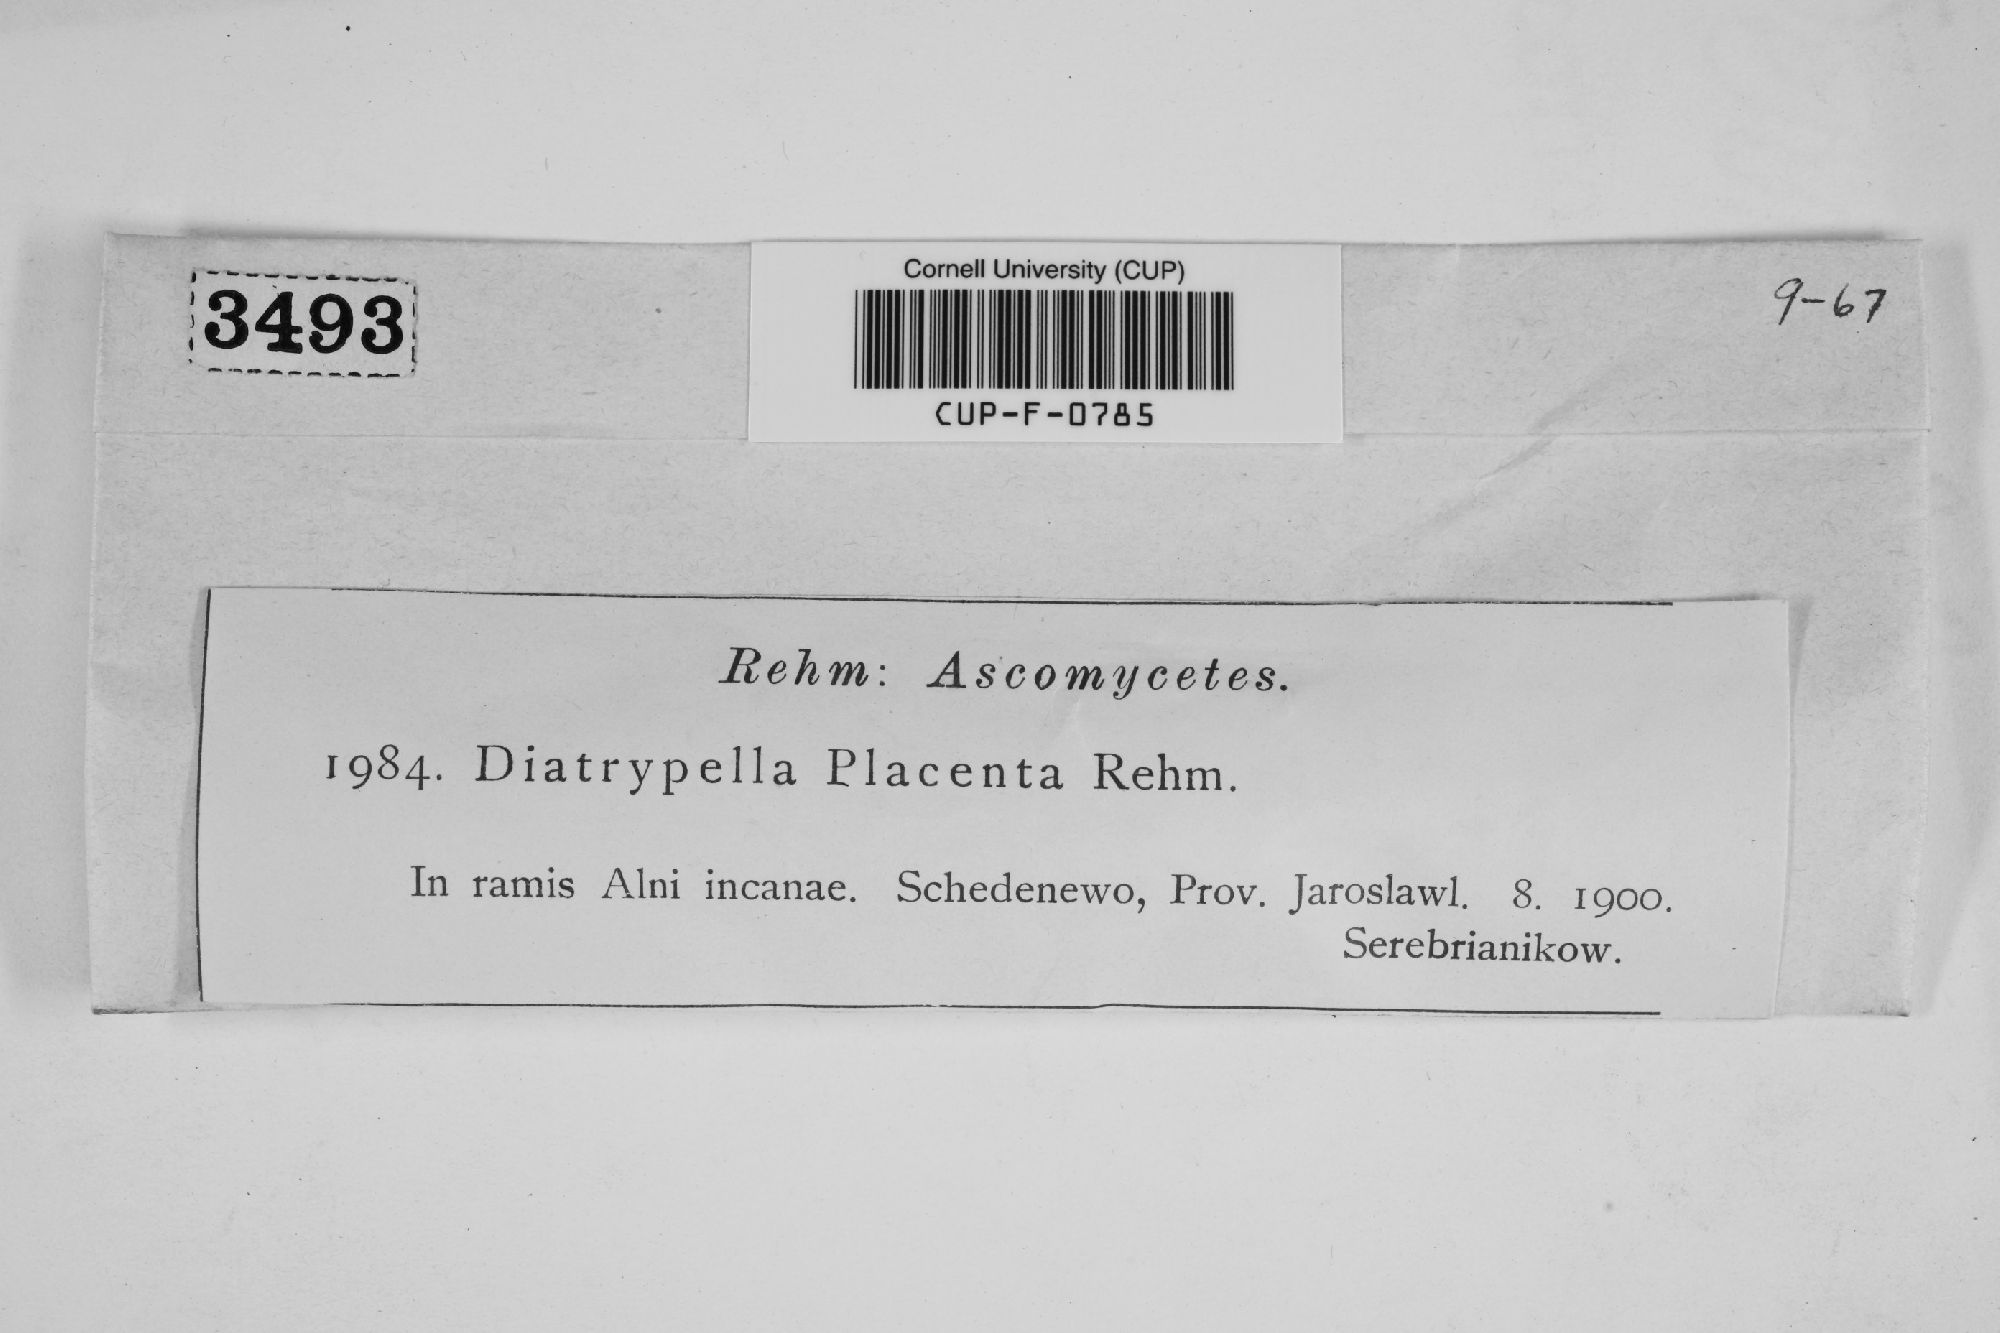 3493
Cornell University (CUP)
CUP-F-0785
9-67
Rehm: Ascomycetes.
1984. Diatrypella Placenta Rehm.
In ramis Alni incanae. Schedenewo, Prov. Jaroslawl. 8. 1900.
Serebrianikow.